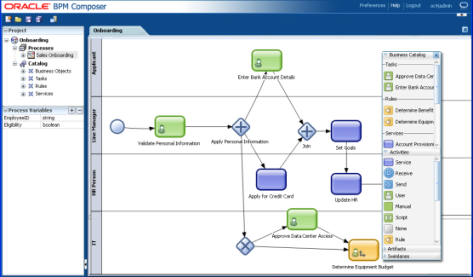 ORACLE BPM Composer
Preferences | Help | Logout ocmadmin
Project
Onboarding
Processes
Sales Onboarding
Catalog
Business Objects
Tasks
Rules
Services
Process Variables
EmployeeID string
Eligibility boolean
Onboarding
Applicant
Line Manager
HR Person
IT
Enter Bank Account Details
Validate Personal Information
Apply Personal Information
Join
Set Goals
Apply for Credit Card
Update HR
Approve Data Center Access
Determine Equipment Budget
Business Catalog
Tasks
Approve Data Cer
Enter Bank Accour
Rules
Determine Benefit
Determine Equipm
Services
Account Provision
Activities
Service
Receive
Send
User
Manual
Script
None
Rule
Artifacts
Swimlanes